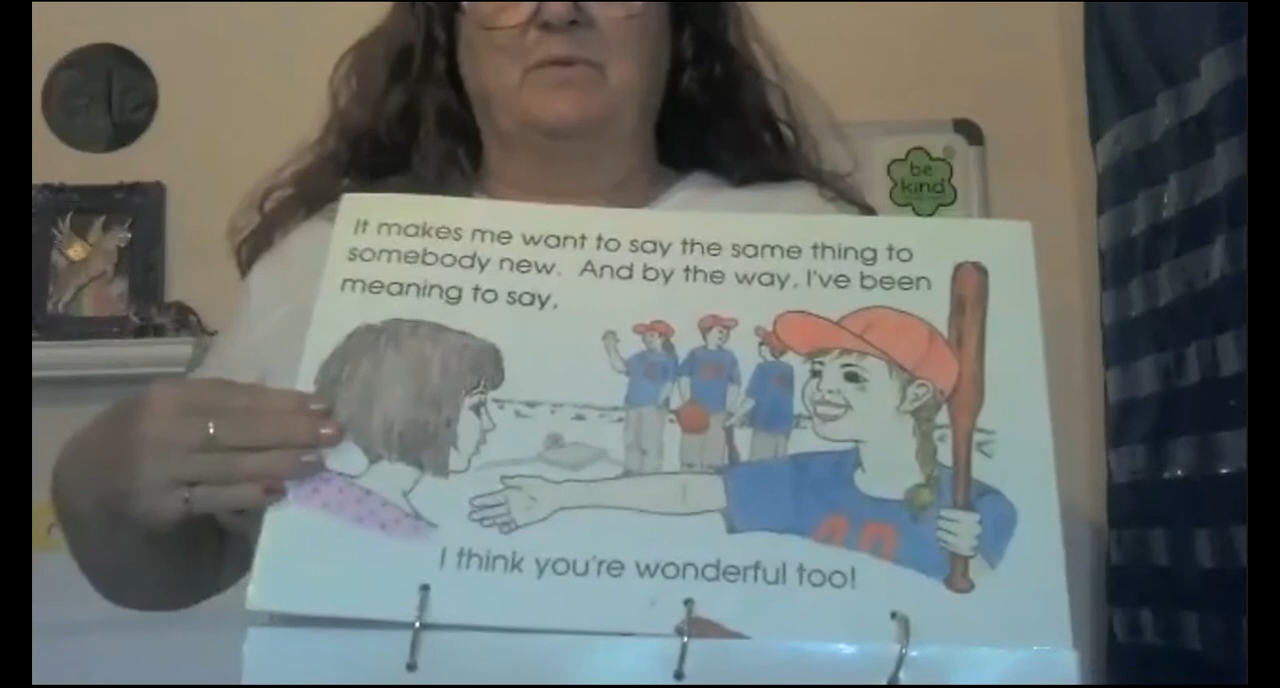 be
kind
It makes me want to say the same thing to
somebody new. And by the way, I've been
meaning to say,
I think you're wonderful too!